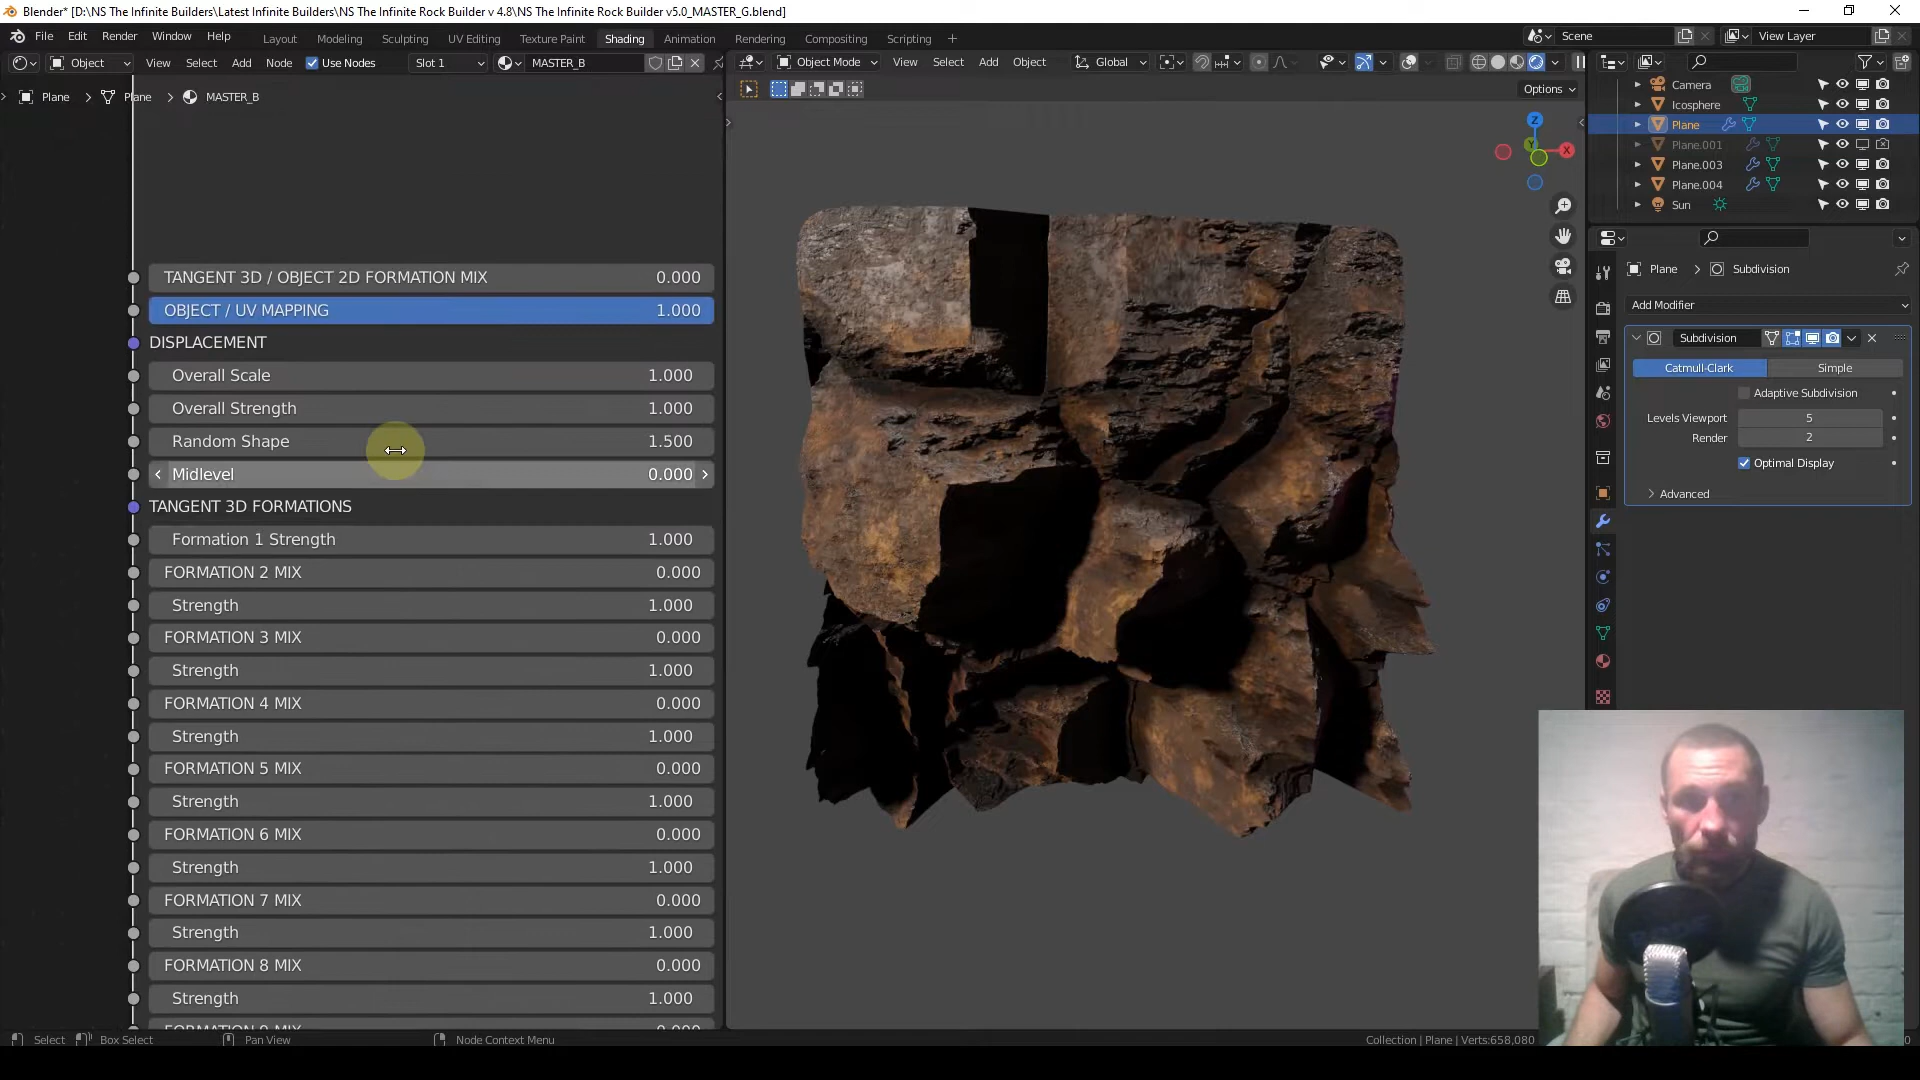 Blender* [D:\NS The Infinite Builders\Latest Infinite Builders\NS The Infinite Rock Builder v 4.8\NS The Infinite Rock Builder v5.0_MASTER_G.blend]
File Edit Render Window Help
Layout Modeling Sculpting UV Editing Texture Paint Shading Animation Rendering Compositing Scripting +
Scene
View Layer
Object View Select Add Node Use Nodes Slot 1 MASTER_B
Object Mode View Select Add Object Global
Options
Plane > Plane > MASTER_B
TANGENT 3D / OBJECT 2D FORMATION MIX 0.000
OBJECT / UV MAPPING 1.000
DISPLACEMENT
Overall Scale 1.000
Overall Strength 1.000
Random Shape 1.500
Midlevel 0.000
TANGENT 3D FORMATIONS
Formation 1 Strength 1.000
FORMATION 2 MIX 0.000
Strength 1.000
FORMATION 3 MIX 0.000
Strength 1.000
FORMATION 4 MIX 0.000
Strength 1.000
FORMATION 5 MIX 0.000
Strength 1.000
FORMATION 6 MIX 0.000
Strength 1.000
FORMATION 7 MIX 0.000
Strength 1.000
FORMATION 8 MIX 0.000
Strength 1.000
Z
Y
X
Camera
Icosphere
Plane
Plane.001
Plane.003
Plane.004
Sun
Plane > Subdivision
Add Modifier
Subdivision
Catmull-Clark Simple
Adaptive Subdivision
Levels Viewport 5
Render 2
Optimal Display
Advanced
Select Box Select Pan View Node Context Menu
Collection | Plane | Verts:658,080